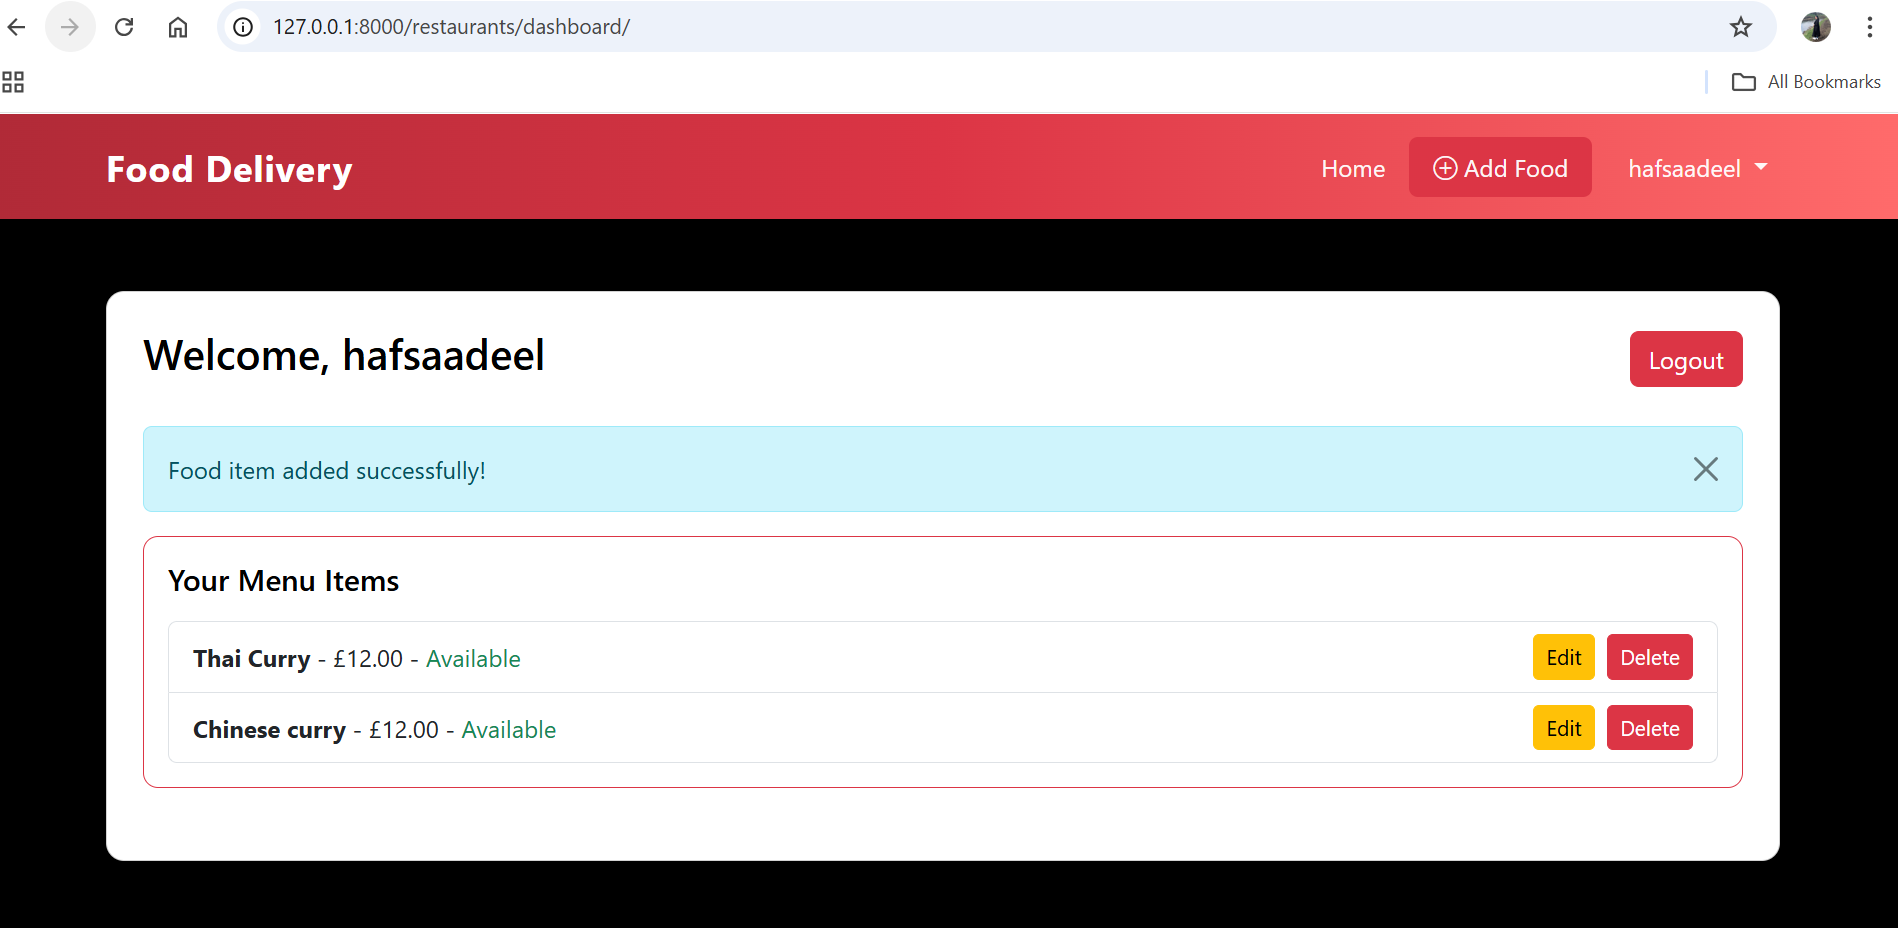 127.0.0.1:8000/restaurants/dashboard/
All Bookmarks
Food Delivery
Home
Add Food
hafsaadeel
Welcome, hafsaadeel
Logout
Food item added successfully!
Your Menu Items
Thai Curry - £12.00 - Available
Edit
Delete
Chinese curry - £12.00 - Available
Edit
Delete